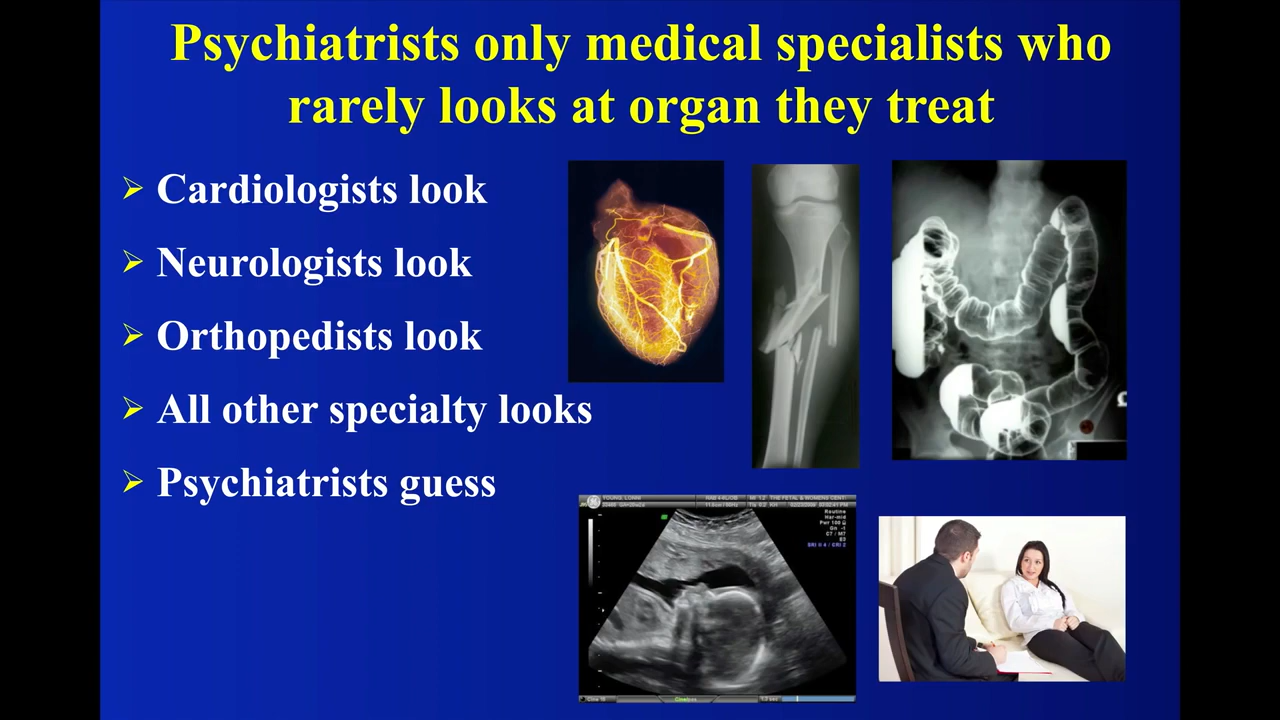 Psychiatrists only medical specialists who
rarely looks at organ they treat
Cardiologists look
Neurologists look
Orthopedists look
All other specialty looks
Psychiatrists guess
Routine